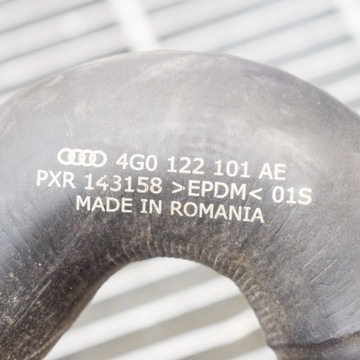 4G0 122 101 AE
PXR 143158 >EPDM< 01S
MADE IN ROMANIA